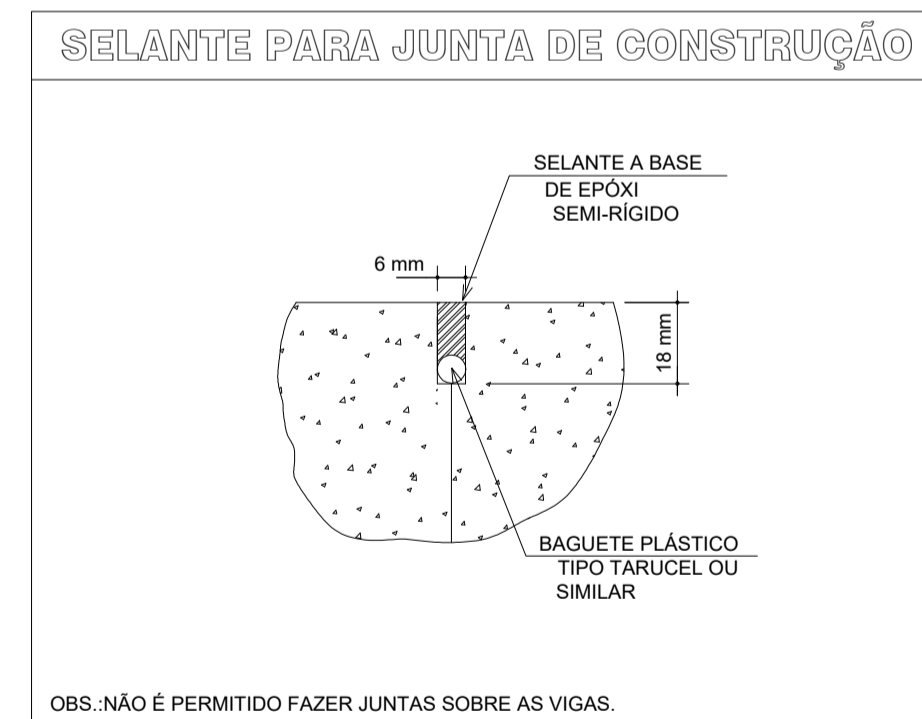 SELANTE PARA JUNTA DE CONSTRUÇÃO
SELANTE A BASE
DE EPÓXI
SEMI-RÍGIDO
6 mm
18 mm
BAGUETE PLÁSTICO
TIPO TARUCEL OU
SIMILAR
OBS.:NÃO É PERMITIDO FAZER JUNTAS SOBRE AS VIGAS.